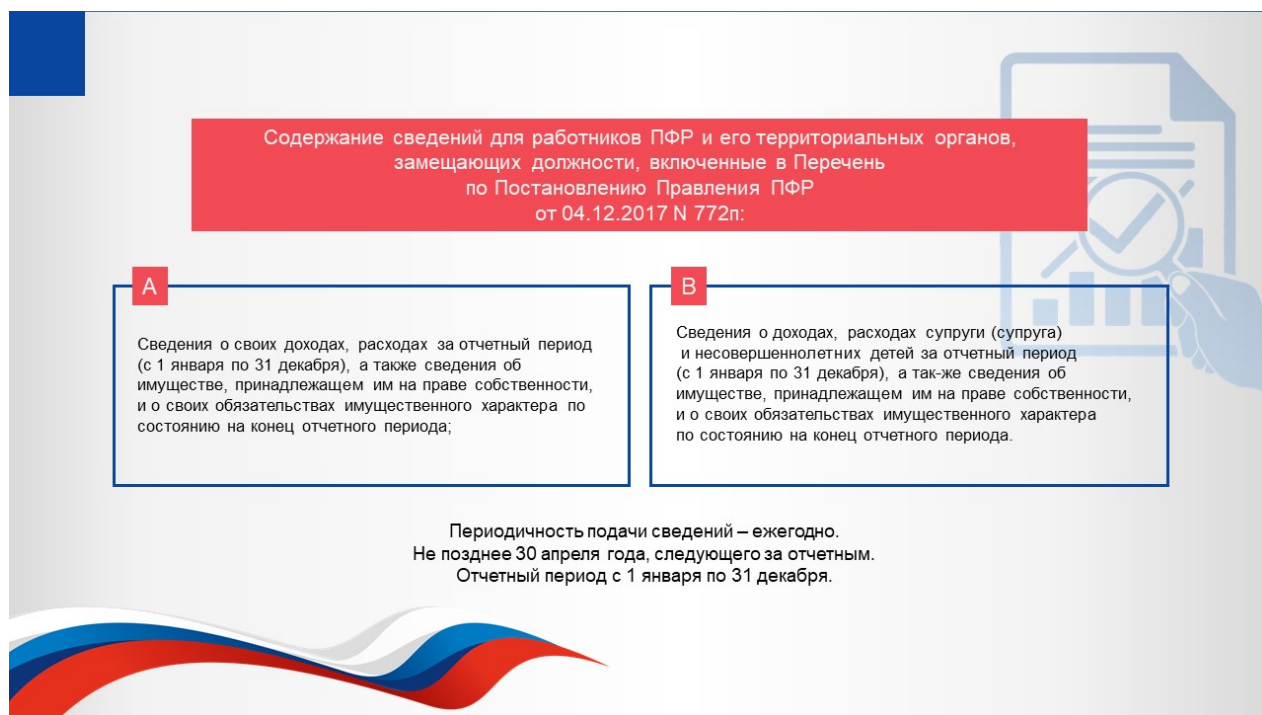 Содержание сведений для работников ПФР и его территориальных органов,
замещающих должности, включенные в Перечень
по Постановлению Правления ПФР
от 04.12.2017 N 772п:
А
Сведения о своих доходах, расходах за отчетный период
(с 1 января по 31 декабря), а также сведения об
имуществе, принадлежащем им на праве собственности,
и о своих обязательствах имущественного характера по
состоянию на конец отчетного периода;
В
Сведения о доходах, расходах супруги (супруга)
и несовершеннолетних детей за отчетный период
(с 1 января по 31 декабря), а так-же сведения об
имуществе, принадлежащем им на праве собственности,
и о своих обязательствах имущественного характера
по состоянию на конец отчетного периода.
Периодичность подачи сведений – ежегодно.
Не позднее 30 апреля года, следующего за отчетным.
Отчетный период с 1 января по 31 декабря.